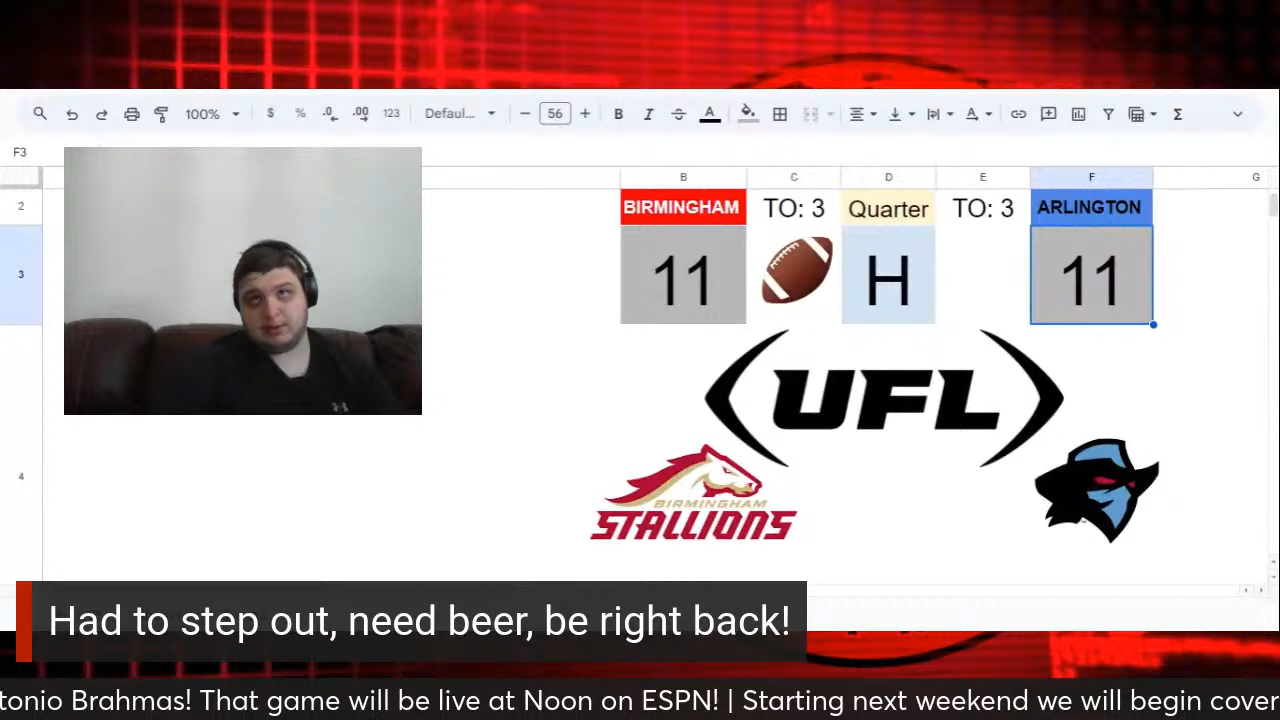 100% $ % .0 .00 123 Defaul... 56 B I A Σ
F3
B C D E F G
2 BIRMINGHAM TO: 3 Quarter TO: 3 ARLINGTON
3 11 H 11
UFL
4
BIRMINGHAM
STALLIONS
Had to step out, need beer, be right back!
tonio Brahmas! That game will be live at Noon on ESPN! | Starting next weekend we will begin cover